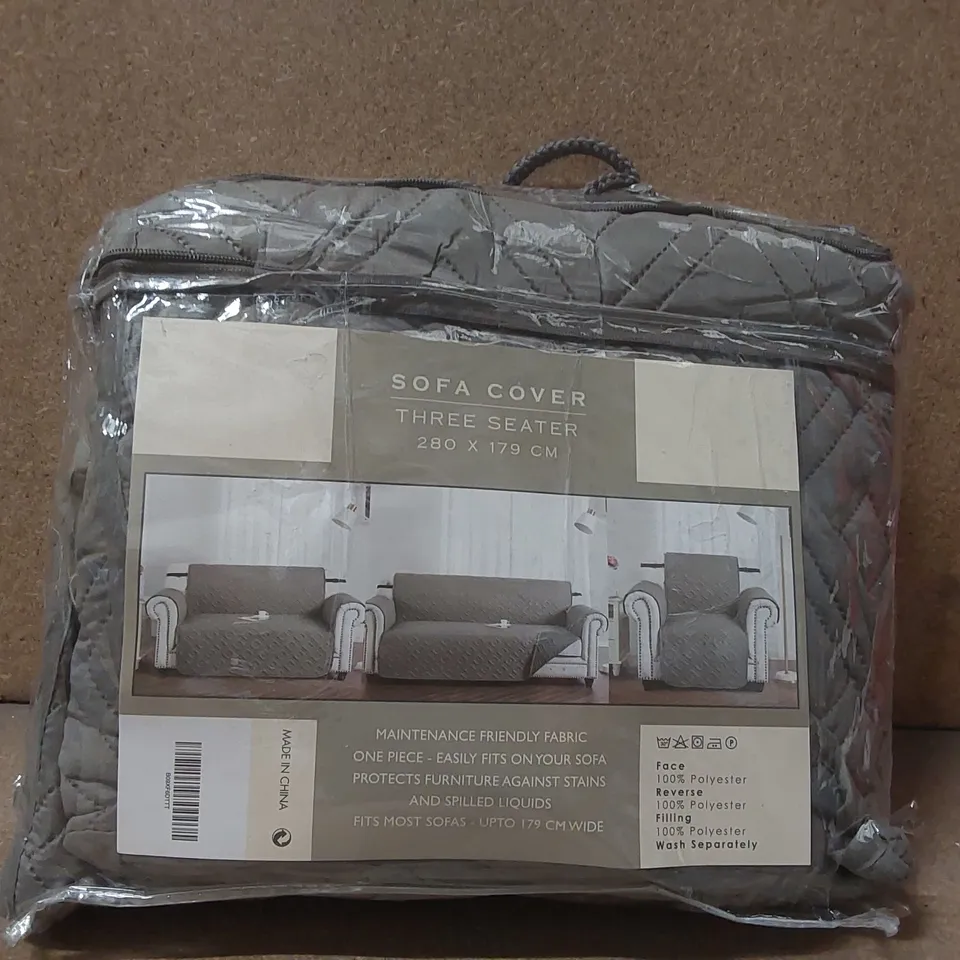 SOFA COVER
THREE SEATER
280 X 179 CM
MADE IN CHINA
MAINTENANCE FRIENDLY FABRIC
ONE PIECE - EASILY FITS ON YOUR SOFA
PROTECTS FURNITURE AGAINST STAINS
AND SPILLED LIQUIDS
FITS MOST SOFAS - UPTO 179 CM WIDE
Face
100% Polyester
Reverse
100% Polyester
Filling
100% Polyester
Wash Separately